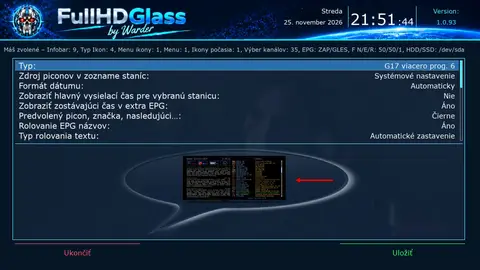 FullHDGlass
by Warder
Streda
25. november 2026
21:51:44
Version:
1.0.93
Máš zvolené – Infobar: 9, Typ Ikon: 4, Menu ikony: 1, Menu: 1, Ikony počasia: 1, Výber kanálov: 35, EPG: ZAP/GLES, F N/E/R: 50/50/1, HDD/SSD: /dev/sda
Typ: G17 viacero prog. 6
Zdroj piconov v zozname staníc: Systémové nastavenie
Formát dátumu: Automaticky
Zobraziť hlavný vysielací čas pre vybranú stanicu: Nie
Zobraziť zostávajúci čas v extra EPG: Áno
Predvolený picon, značka, nasledujúci...: Čierne
Rolovanie EPG názvov: Áno
Typ rolovania textu: Automatické zastavenie
Ukončiť
Uložiť